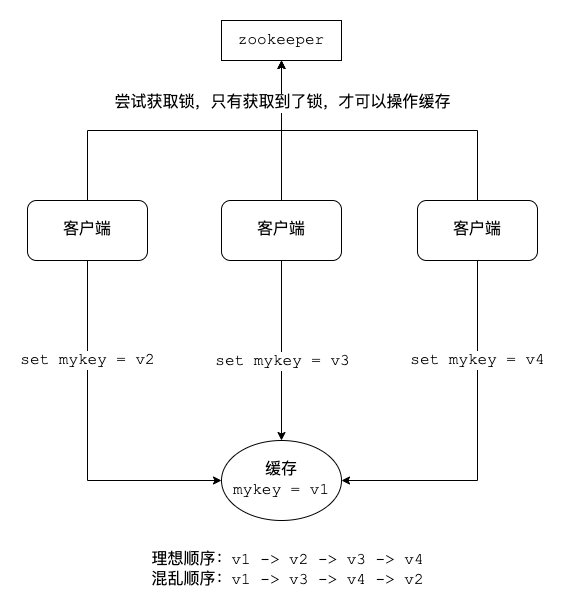 zookeeper
尝试获取锁，只有获取到了锁，才可以操作缓存
客户端
客户端
客户端
set mykey = v2
set mykey = v3
set mykey = v4
缓存
mykey = v1
理想顺序：v1 -> v2 -> v3 -> v4
混乱顺序：v1 -> v3 -> v4 -> v2